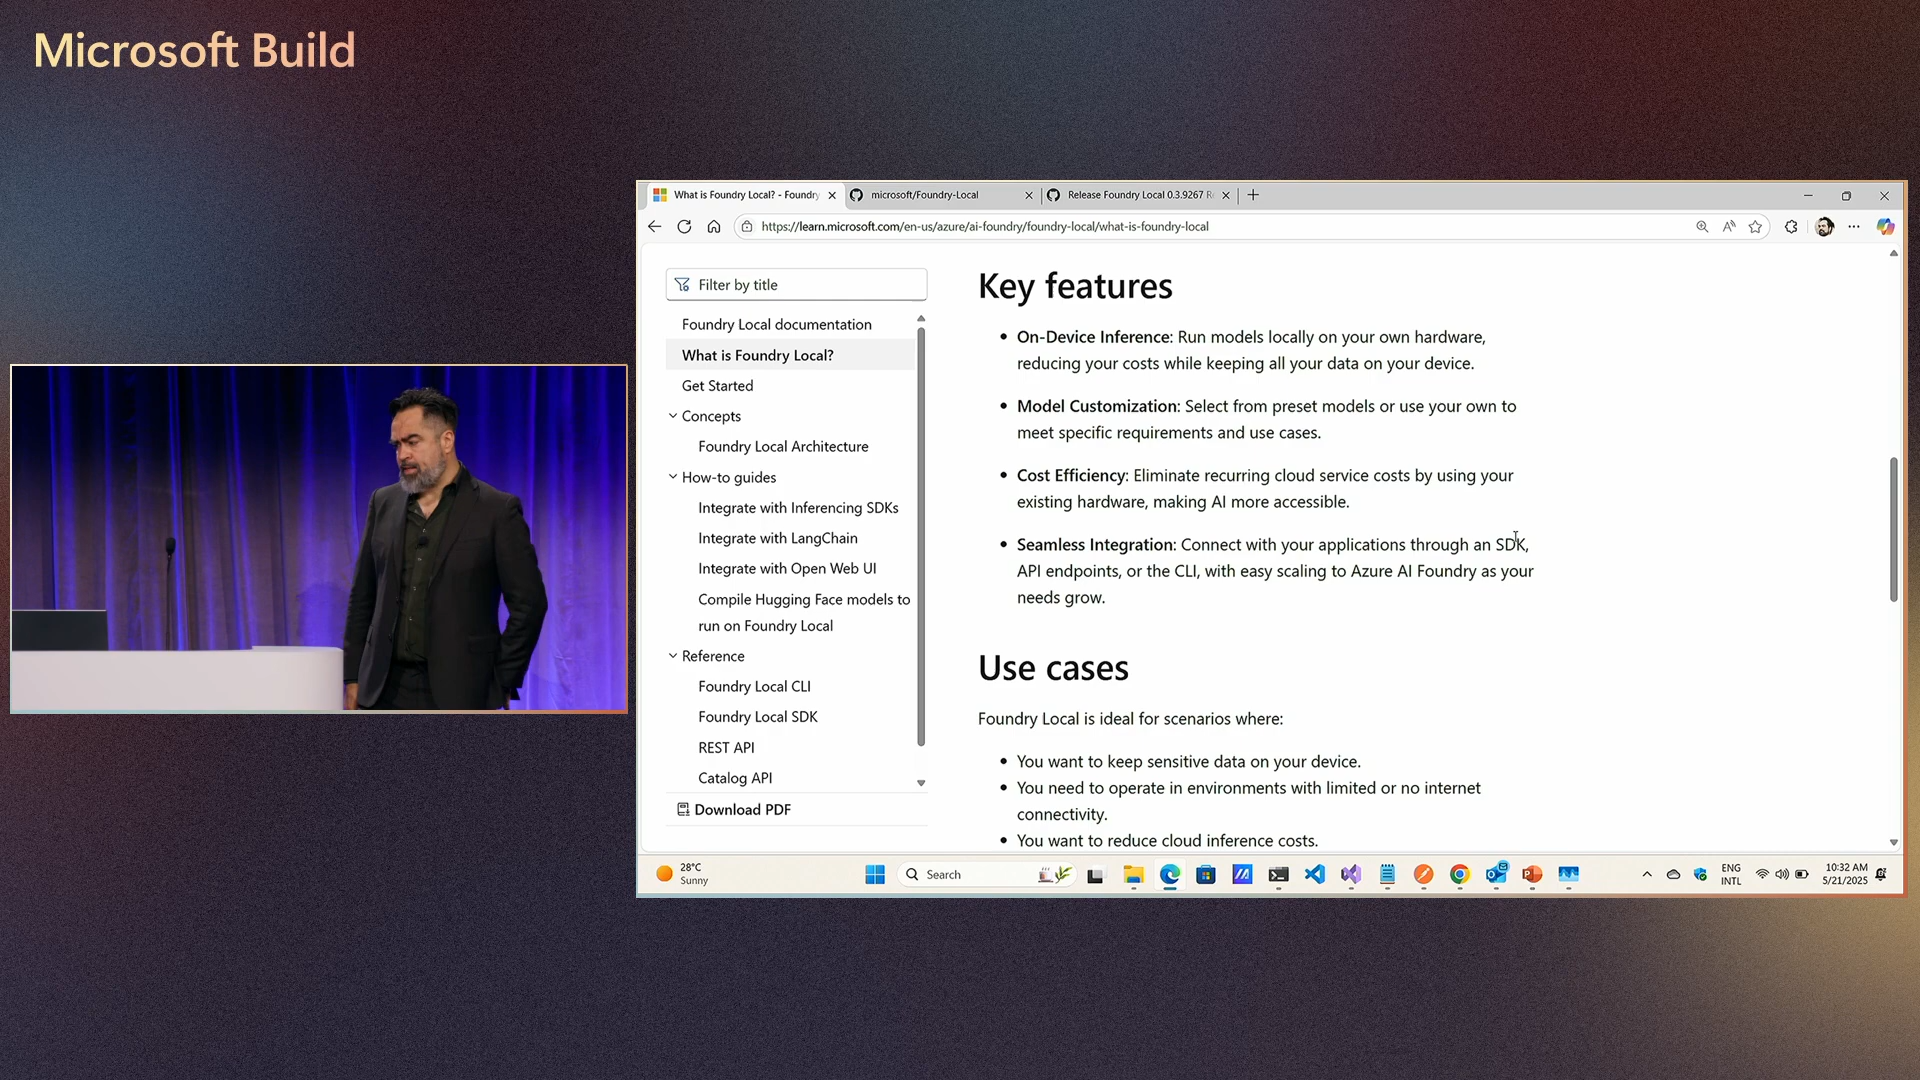 Microsoft Build
What is Foundry Local? - Foundry
microsoft/Foundry-Local
Release Foundry Local 0.3.9267 R
https://learn.microsoft.com/en-us/azure/ai-foundry/foundry-local/what-is-foundry-local
Filter by title
Foundry Local documentation
What is Foundry Local?
Get Started
Concepts
Foundry Local Architecture
How-to guides
Integrate with Inferencing SDKs
Integrate with LangChain
Integrate with Open Web UI
Compile Hugging Face models to
run on Foundry Local
Reference
Foundry Local CLI
Foundry Local SDK
REST API
Catalog API
Download PDF
Key features
• On-Device Inference: Run models locally on your own hardware,
reducing your costs while keeping all your data on your device.
• Model Customization: Select from preset models or use your own to
meet specific requirements and use cases.
• Cost Efficiency: Eliminate recurring cloud service costs by using your
existing hardware, making AI more accessible.
• Seamless Integration: Connect with your applications through an SDK,
API endpoints, or the CLI, with easy scaling to Azure AI Foundry as your
needs grow.
Use cases
Foundry Local is ideal for scenarios where:
• You want to keep sensitive data on your device.
• You need to operate in environments with limited or no internet
connectivity.
• You want to reduce cloud inference costs.
28°C
Sunny
Search
ENG
INTL
10:32 AM
5/21/2025